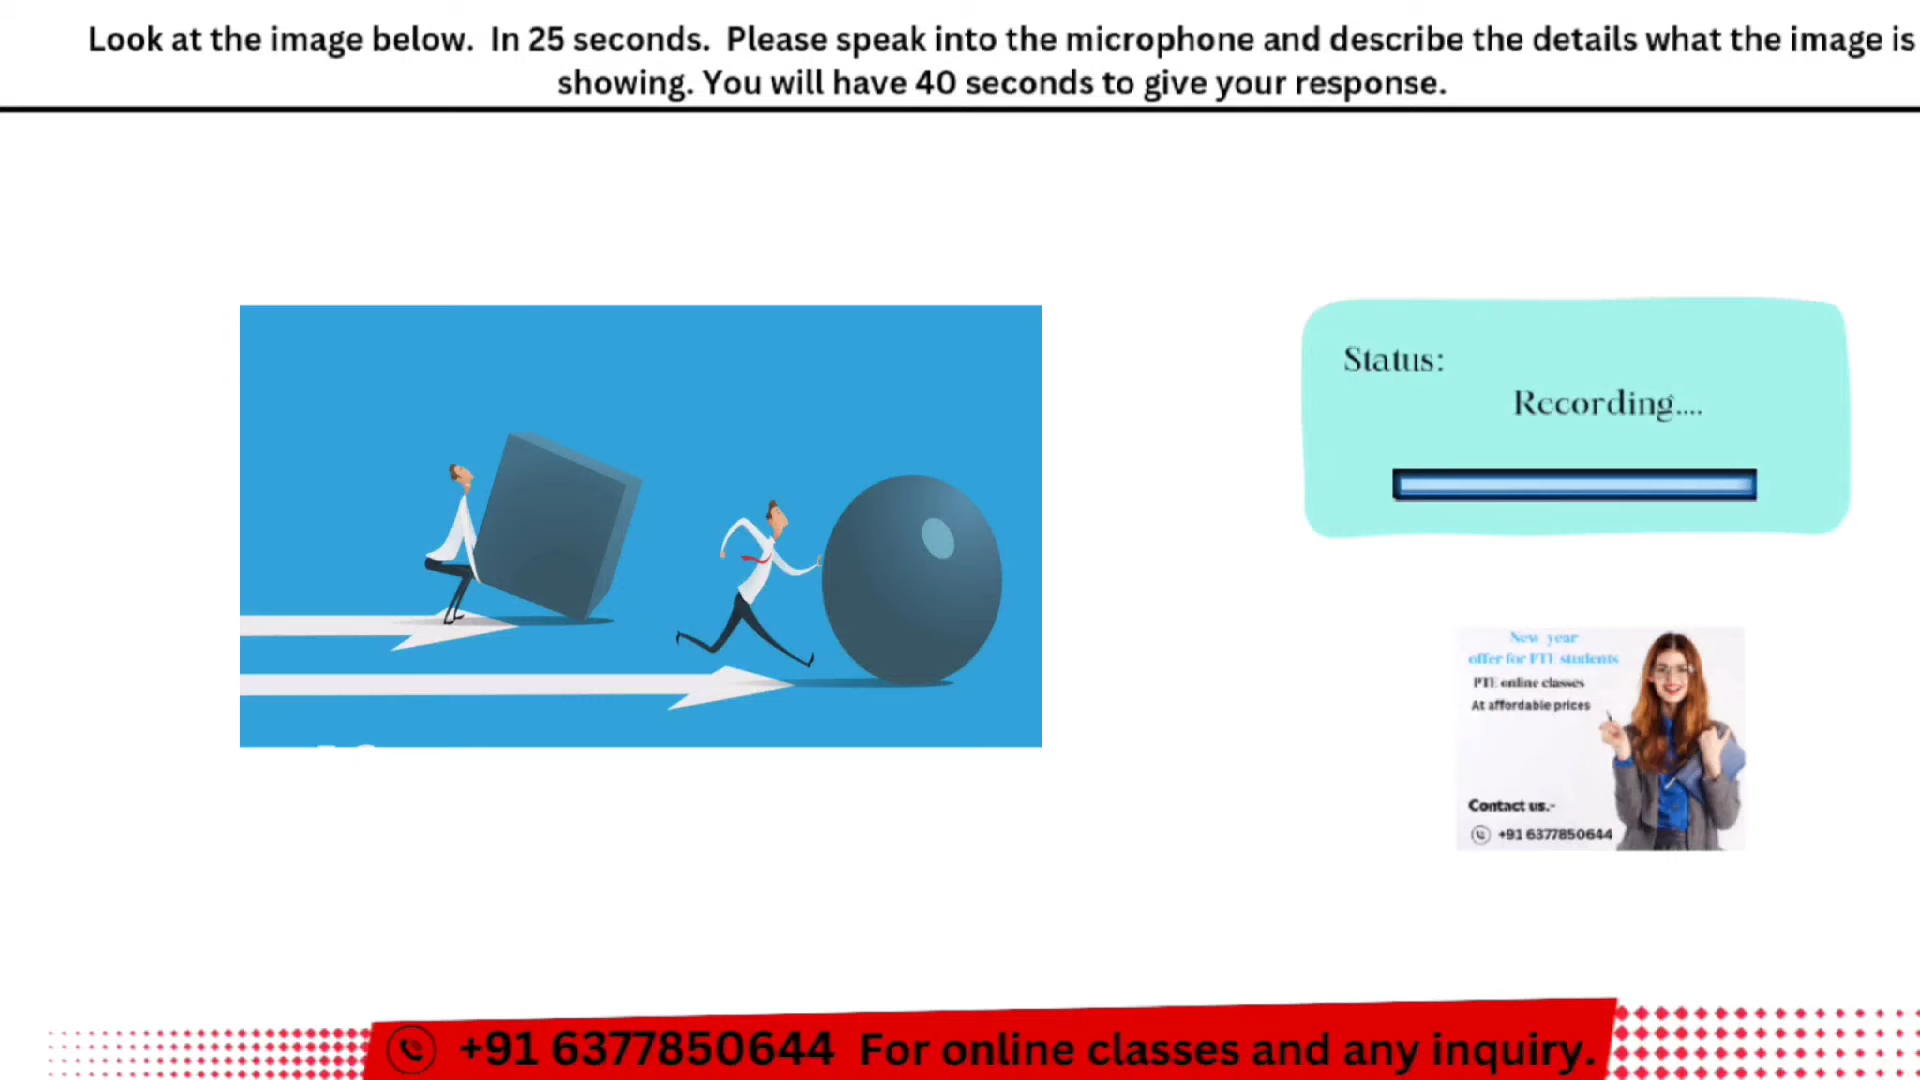 Look at the image below. In 25 seconds. Please speak into the microphone and describe the details what the image is
showing. You will have 40 seconds to give your response.
Status:
Recording....
New year
offer for PTE students
PTE online classes
At affordable prices
Contact us.-
+91 6377850644
+91 6377850644 For online classes and any inquiry.